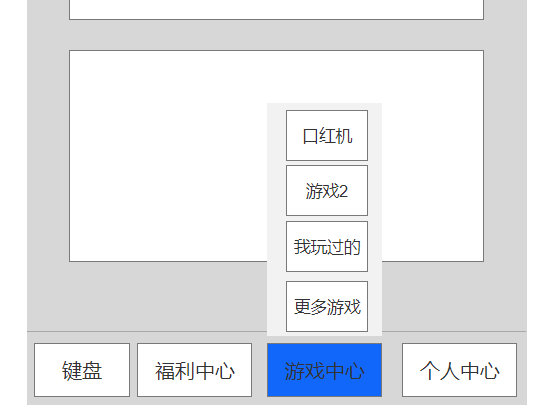 口红机
游戏2
我玩过的
更多游戏
键盘 福利中心 游戏中心 个人中心